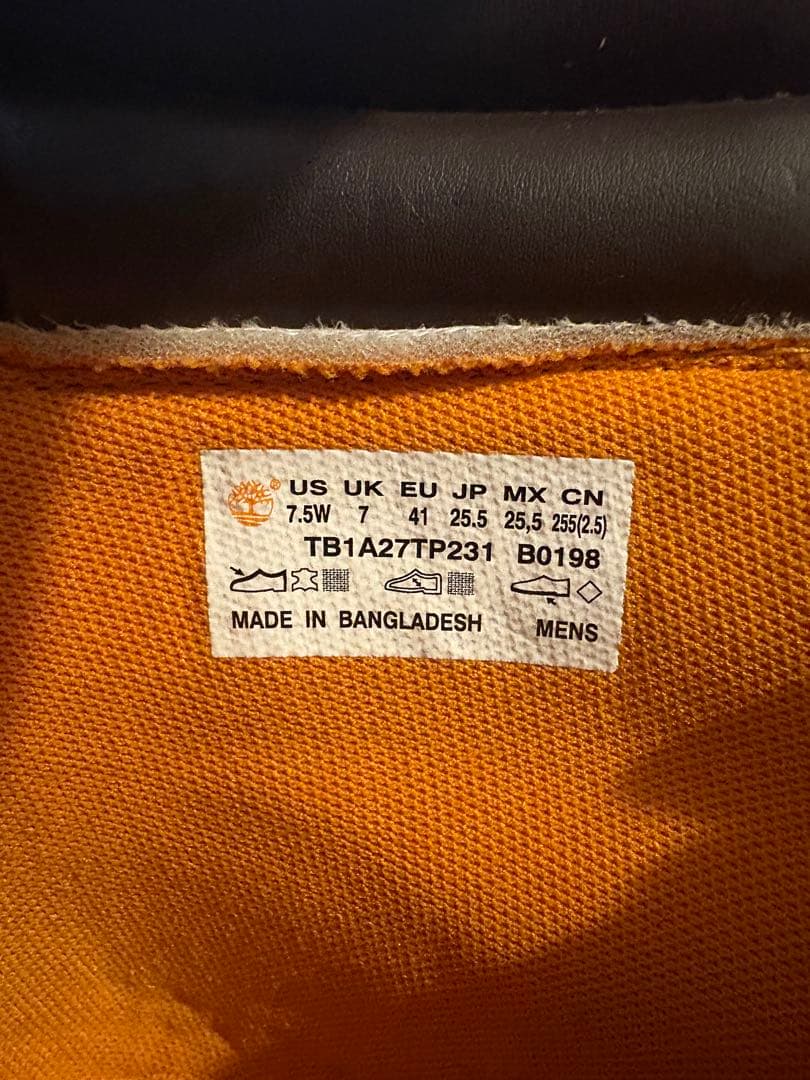 ® US UK EU JP MX CN
7.5W 7 41 25.5 25,5 255(2.5)
TB1A27TP231 B0198
MADE IN BANGLADESH MENS